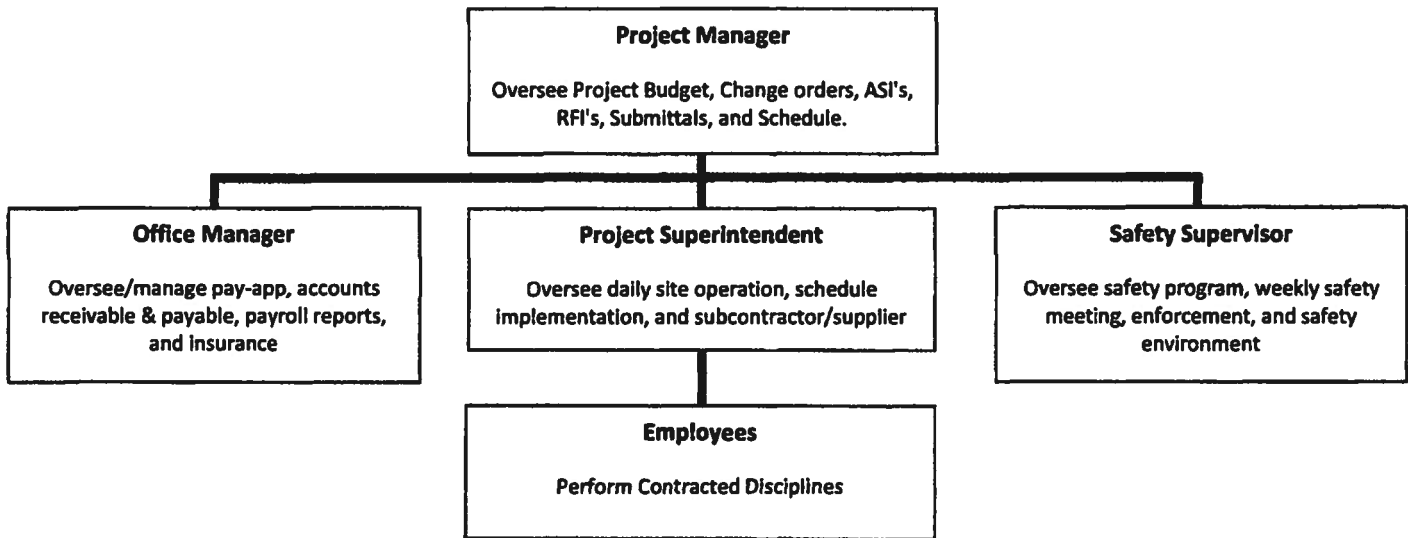 Project Manager
Oversee Project Budget, Change orders, ASI's,
RFI's, Submittals, and Schedule.
Office Manager
Oversee/manage pay-app, accounts
receivable & payable, payroll reports,
and insurance
Project Superintendent
Oversee daily site operation, schedule
implementation, and subcontractor/supplier
Safety Supervisor
Oversee safety program, weekly safety
meeting, enforcement, and safety
environment
Employees
Perform Contracted Disciplines